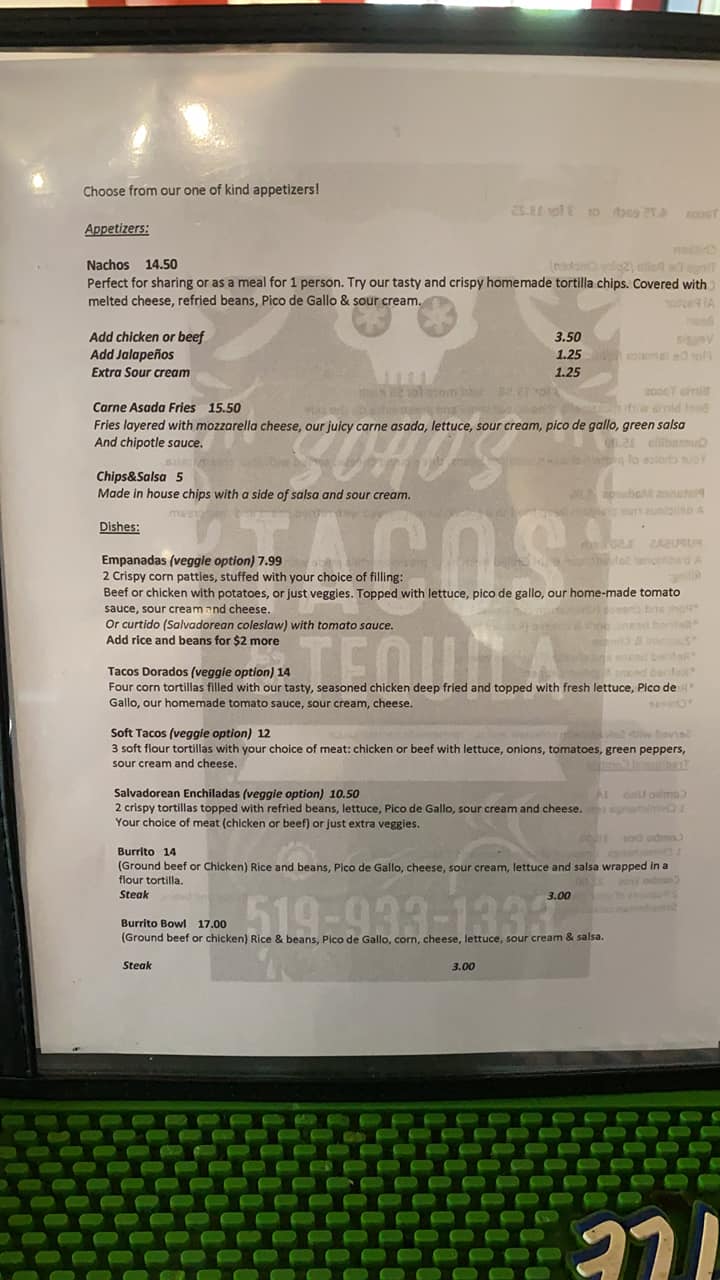 Choose from our one of kind appetizers!
Appetizers:
Nachos 14.50
Perfect for sharing or as a meal for 1 person. Try our tasty and crispy homemade tortilla chips. Covered with
melted cheese, refried beans, Pico de Gallo & sour cream.
Add chicken or beef 3.50
Add Jalapeños 1.25
Extra Sour cream 1.25
Carne Asada Fries 15.50
Fries layered with mozzarella cheese, our juicy carne asada, lettuce, sour cream, pico de gallo, green salsa
And chipotle sauce.
Chips&Salsa 5
Made in house chips with a side of salsa and sour cream.
Dishes:
Empanadas (veggie option) 7.99
2 Crispy corn patties, stuffed with your choice of filling:
Beef or chicken with potatoes, or just veggies. Topped with lettuce, pico de gallo, our home-made tomato
sauce, sour cream and cheese.
Or curtido (Salvadorean coleslaw) with tomato sauce.
Add rice and beans for $2 more
Tacos Dorados (veggie option) 14
Four corn tortillas filled with our tasty, seasoned chicken deep fried and topped with fresh lettuce, Pico de
Gallo, our homemade tomato sauce, sour cream, cheese.
Soft Tacos (veggie option) 12
3 soft flour tortillas with your choice of meat: chicken or beef with lettuce, onions, tomatoes, green peppers,
sour cream and cheese.
Salvadorean Enchiladas (veggie option) 10.50
2 crispy tortillas topped with refried beans, lettuce, Pico de Gallo, sour cream and cheese.
Your choice of meat (chicken or beef) or just extra veggies.
Burrito 14
(Ground beef or Chicken) Rice and beans, Pico de Gallo, cheese, sour cream, lettuce and salsa wrapped in a
flour tortilla.
Steak 3.00
Burrito Bowl 17.00
(Ground beef or chicken) Rice & beans, Pico de Gallo, corn, cheese, lettuce, sour cream & salsa.
Steak 3.00
TACOS
TEQUILA
519-933-1333